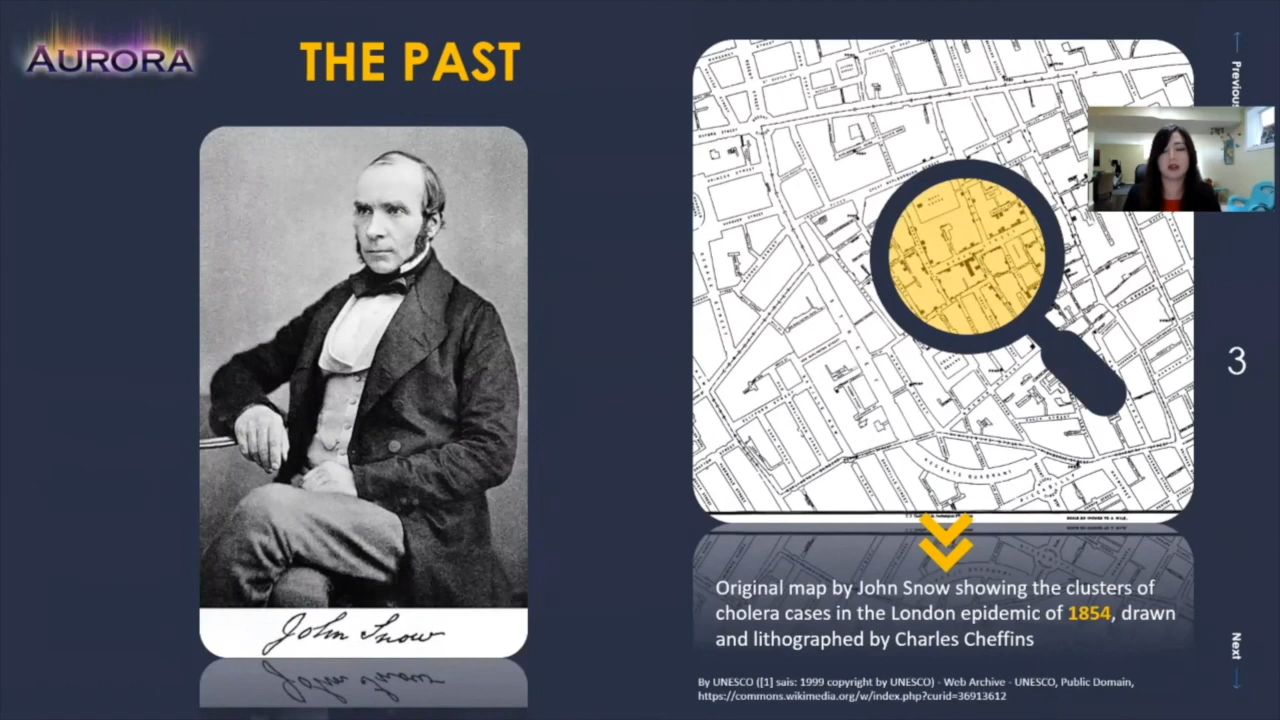 AURORA
THE PAST
John Snow
REGENTS QUADRANT
Original map by John Snow showing the clusters of
cholera cases in the London epidemic of 1854, drawn
and lithographed by Charles Cheffins
By UNESCO ([1] sais: 1999 copyright by UNESCO) - Web Archive - UNESCO, Public Domain,
https://commons.wikimedia.org/w/index.php?curid=36913612
Previous
3
Next